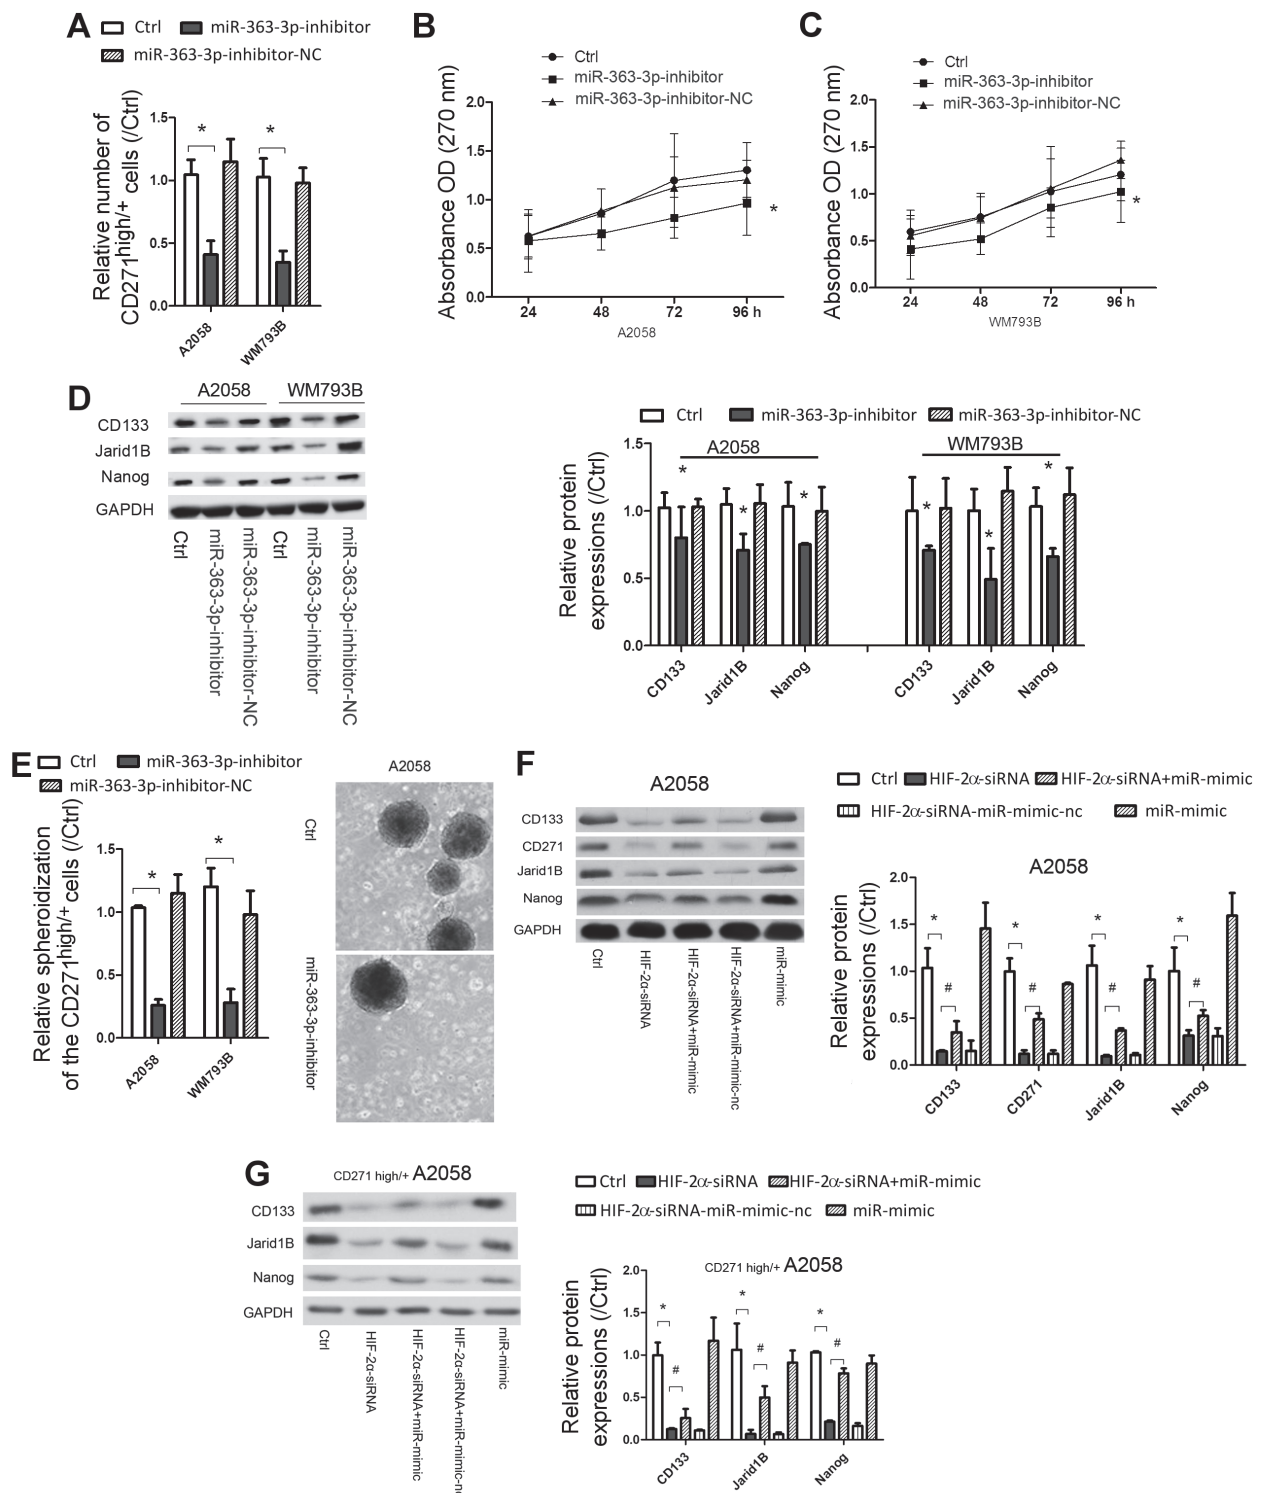 A
Ctrl
miR-363-3p-inhibitor
miR-363-3p-inhibitor-NC
Relative number of
CD271high/+ cells (/Ctrl)
1.5
1.0
0.5
0.0
*
*
A2058
WM793B
B
Ctrl
miR-363-3p-inhibitor
miR-363-3p-inhibitor-NC
Absorbance OD (270 nm)
2.0
1.5
1.0
0.5
0.0
*
24
48
72
96 h
A2058
C
Ctrl
miR-363-3p-inhibitor
miR-363-3p-inhibitor-NC
Absorbance OD (270 nm)
2.0
1.5
1.0
0.5
0.0
*
24
48
72
96 h
WM793B
D
A2058
WM793B
CD133
Jarid1B
Nanog
GAPDH
Ctrl
miR-363-3p-inhibitor
miR-363-3p-inhibitor-NC
Ctrl
miR-363-3p-inhibitor
miR-363-3p-inhibitor-NC
Ctrl
miR-363-3p-inhibitor
miR-363-3p-inhibitor-NC
Relative protein
expressions (/Ctrl)
1.5
1.0
0.5
0.0
A2058
WM793B
*
*
*
*
*
*
CD133
Jarid1B
Nanog
CD133
Jarid1B
Nanog
E
Ctrl
miR-363-3p-inhibitor
miR-363-3p-inhibitor-NC
Relative spheroidization
of the CD271high/+ cells (/Ctrl)
1.5
1.0
0.5
0.0
*
*
A2058
WM793B
A2058
Ctrl
miR-363-3p-inhibitor
F
A2058
CD133
CD271
Jarid1B
Nanog
GAPDH
Ctrl
HIF-2α-siRNA
HIF-2α-siRNA+miR-mimic
HIF-2α-siRNA+miR-mimic-nc
miR-mimic
Ctrl
HIF-2α-siRNA
HIF-2α-siRNA+miR-mimic
HIF-2α-siRNA-miR-mimic-nc
miR-mimic
A2058
Relative protein
expressions (/Ctrl)
2.0
1.5
1.0
0.5
0.0
*
#
*
#
*
#
*
#
CD133
CD271
Jarid1B
Nanog
G
CD271 high/+ A2058
CD133
Jarid1B
Nanog
GAPDH
Ctrl
HIF-2α-siRNA
HIF-2α-siRNA+miR-mimic
HIF-2α-siRNA+miR-mimic-nc
miR-mimic
Ctrl
HIF-2α-siRNA
HIF-2α-siRNA+miR-mimic
HIF-2α-siRNA-miR-mimic-nc
miR-mimic
CD271 high/+ A2058
Relative protein
expressions (/Ctrl)
2.0
1.5
1.0
0.5
0.0
*
#
*
#
*
#
CD133
Jarid1B
Nanog